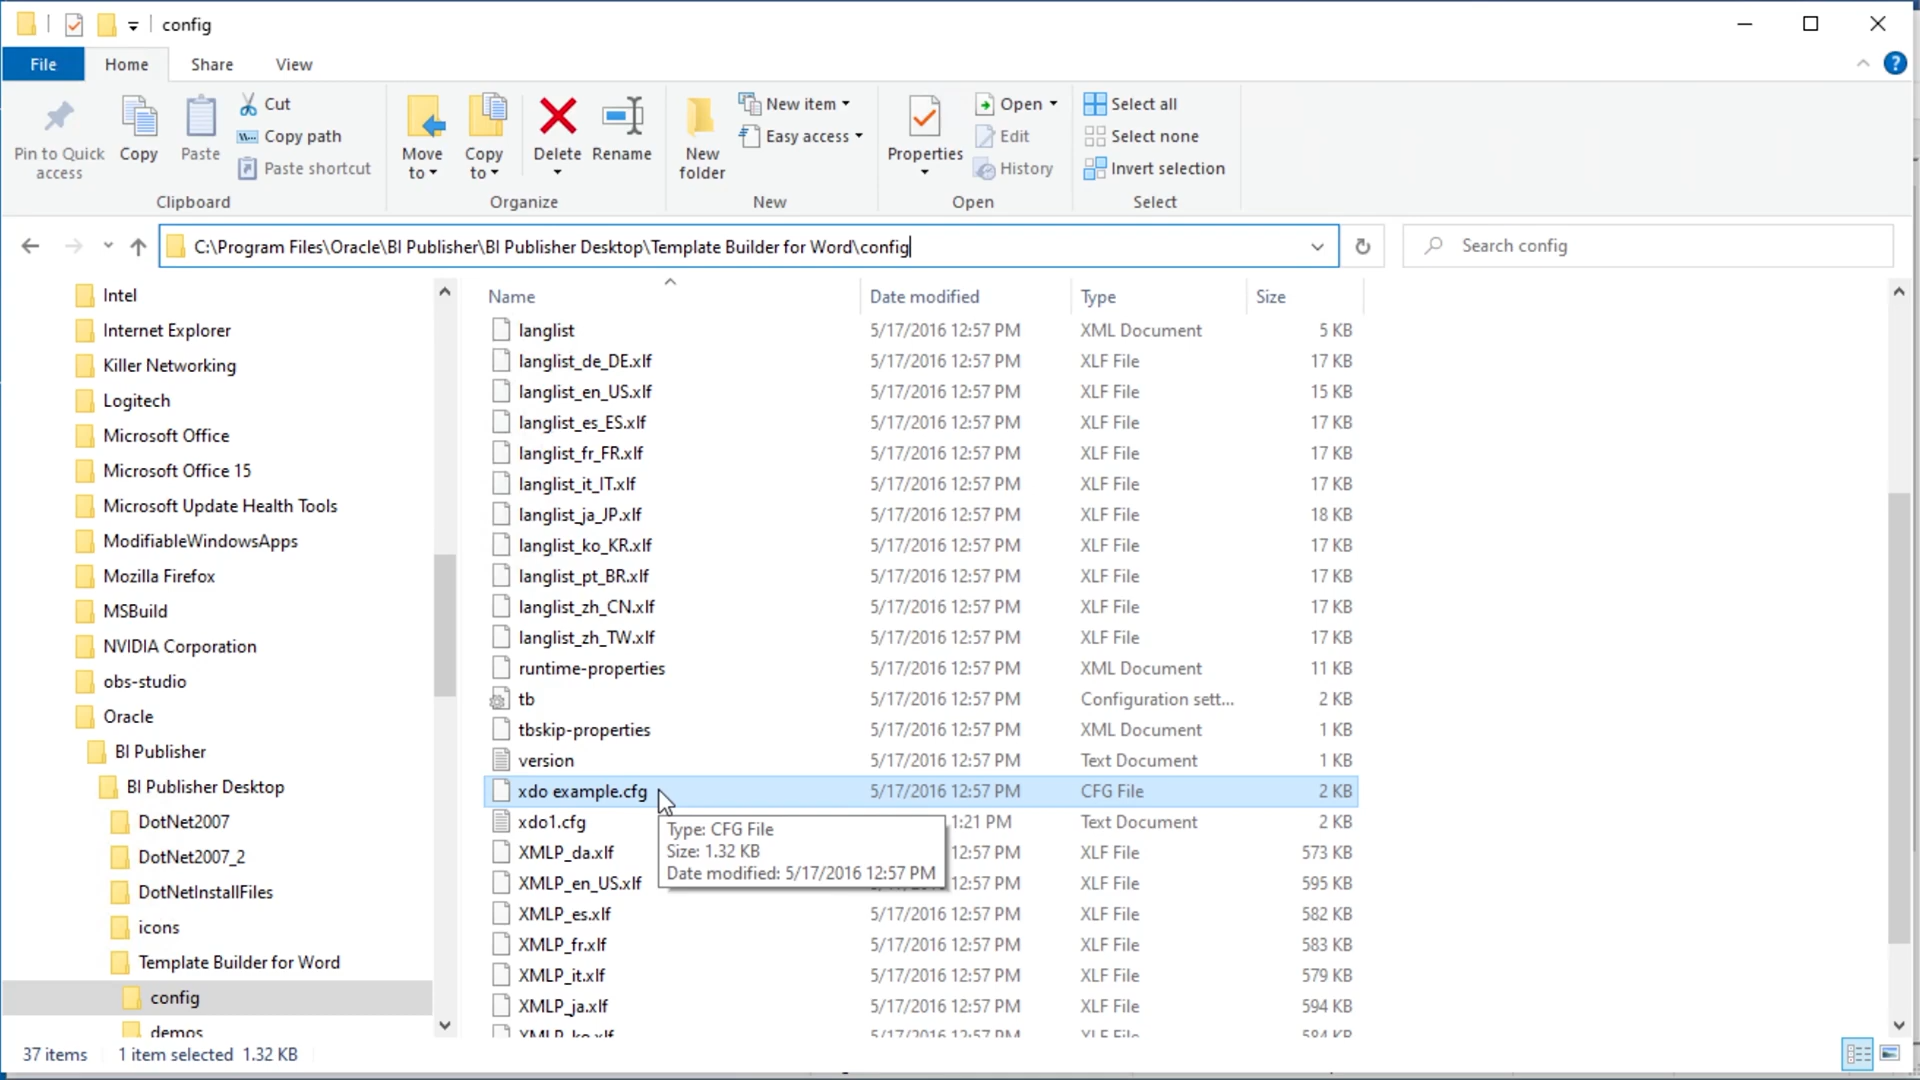 config
File
Home
Share
View
Pin to Quick
access
Copy
Paste
Cut
Copy path
Paste shortcut
Clipboard
Move
to
Copy
to
Delete
Rename
Organize
New
folder
New item
Easy access
New
Properties
Open
Edit
History
Open
Select all
Select none
Invert selection
Select
C:\Program Files\Oracle\BI Publisher\BI Publisher Desktop\Template Builder for Word\config
Search config
Intel
Internet Explorer
Killer Networking
Logitech
Microsoft Office
Microsoft Office 15
Microsoft Update Health Tools
ModifiableWindowsApps
Mozilla Firefox
MSBuild
NVIDIA Corporation
obs-studio
Oracle
BI Publisher
BI Publisher Desktop
DotNet2007
DotNet2007_2
DotNetInstallFiles
icons
Template Builder for Word
config
demos
Name Date modified Type Size
langlist 5/17/2016 12:57 PM XML Document 5 KB
langlist_de_DE.xlf 5/17/2016 12:57 PM XLF File 17 KB
langlist_en_US.xlf 5/17/2016 12:57 PM XLF File 15 KB
langlist_es_ES.xlf 5/17/2016 12:57 PM XLF File 17 KB
langlist_fr_FR.xlf 5/17/2016 12:57 PM XLF File 17 KB
langlist_it_IT.xlf 5/17/2016 12:57 PM XLF File 17 KB
langlist_ja_JP.xlf 5/17/2016 12:57 PM XLF File 18 KB
langlist_ko_KR.xlf 5/17/2016 12:57 PM XLF File 17 KB
langlist_pt_BR.xlf 5/17/2016 12:57 PM XLF File 17 KB
langlist_zh_CN.xlf 5/17/2016 12:57 PM XLF File 17 KB
langlist_zh_TW.xlf 5/17/2016 12:57 PM XLF File 17 KB
runtime-properties 5/17/2016 12:57 PM XML Document 11 KB
tb 5/17/2016 12:57 PM Configuration sett... 2 KB
tbskip-properties 5/17/2016 12:57 PM XML Document 1 KB
version 5/17/2016 12:57 PM Text Document 1 KB
xdo example.cfg 5/17/2016 12:57 PM CFG File 2 KB
xdo1.cfg 1:21 PM Text Document 2 KB
XMLP_da.xlf 12:57 PM XLF File 573 KB
XMLP_en_US.xlf 5/17/2016 12:57 PM XLF File 595 KB
XMLP_es.xlf 5/17/2016 12:57 PM XLF File 582 KB
XMLP_fr.xlf 5/17/2016 12:57 PM XLF File 583 KB
XMLP_it.xlf 5/17/2016 12:57 PM XLF File 579 KB
XMLP_ja.xlf 5/17/2016 12:57 PM XLF File 594 KB
XMLP_ko.xlf 5/17/2016 12:57 PM XLF File 584 KB
Type: CFG File
Size: 1.32 KB
Date modified: 5/17/2016 12:57 PM
37 items 1 item selected 1.32 KB